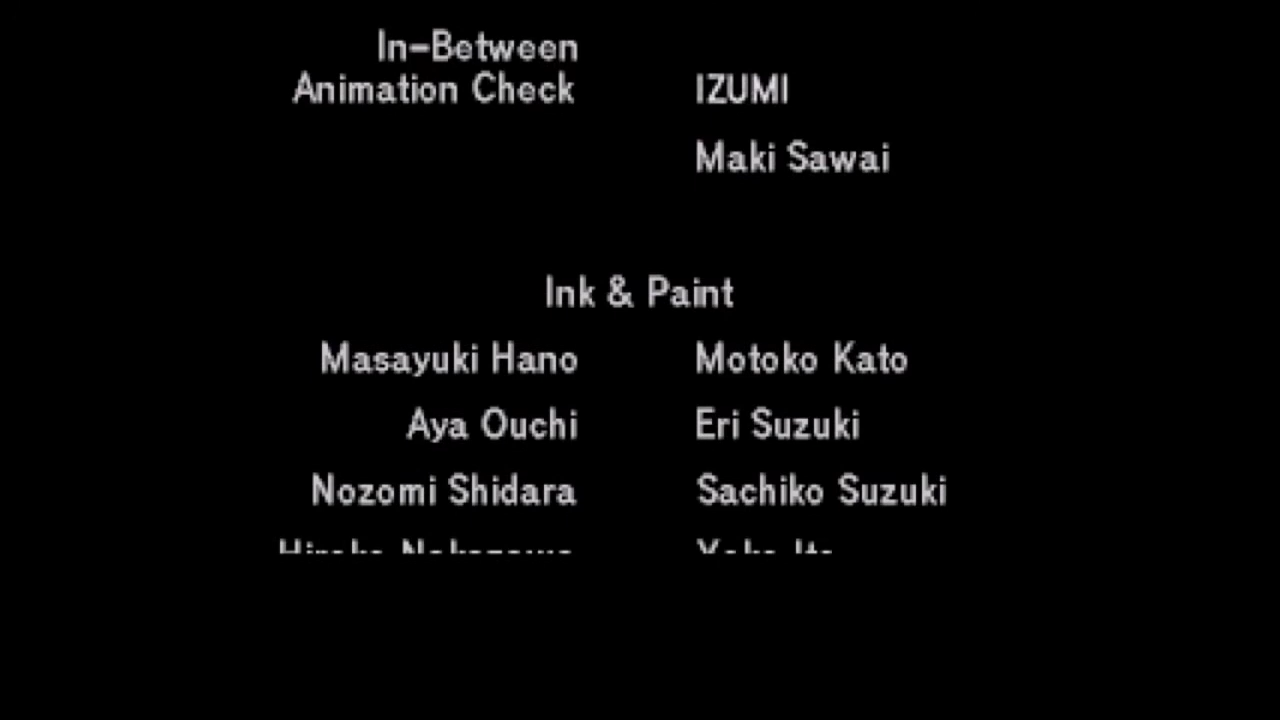 In-Between
Animation Check IZUMI
Maki Sawai
Ink & Paint
Masayuki Hano Motoko Kato
Aya Ouchi Eri Suzuki
Nozomi Shidara Sachiko Suzuki